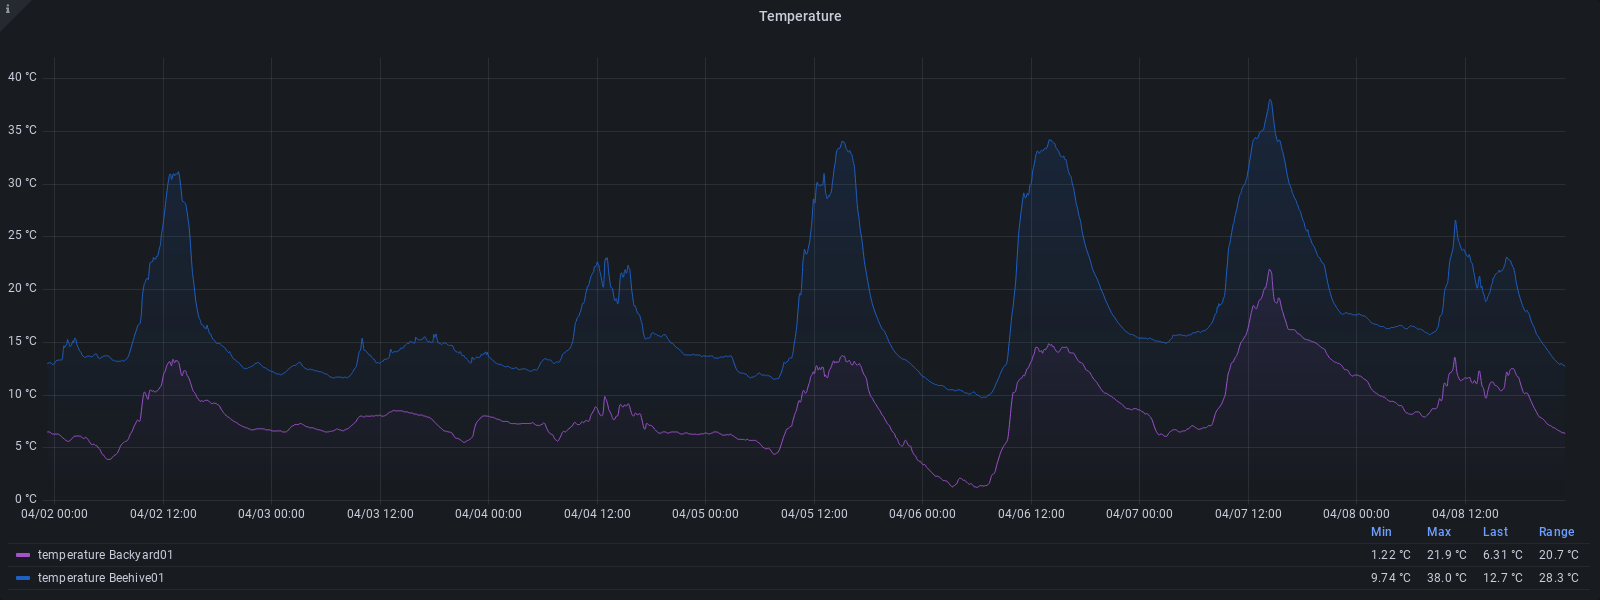 i
Temperature
40 °C
35 °C
30 °C
25 °C
20 °C
15 °C
10 °C
5 °C
0 °C
04/02 00:00 04/02 12:00 04/03 00:00 04/03 12:00 04/04 00:00 04/04 12:00 04/05 00:00 04/05 12:00 04/06 00:00 04/06 12:00 04/07 00:00 04/07 12:00 04/08 00:00 04/08 12:00
Min Max Last Range
temperature Backyard01 1.22 °C 21.9 °C 6.31 °C 20.7 °C
temperature Beehive01 9.74 °C 38.0 °C 12.7 °C 28.3 °C